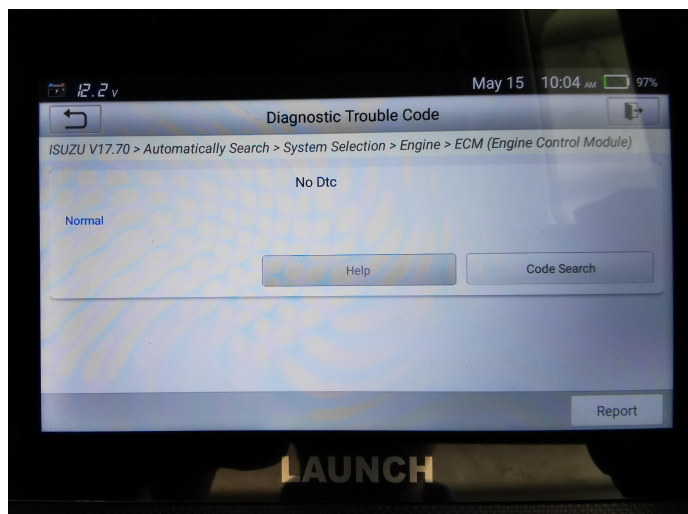 12.2 v
May 15 10:04 AM 97%
Diagnostic Trouble Code
ISUZU V17.70 > Automatically Search > System Selection > Engine > ECM (Engine Control Module)
No Dtc
Normal
Help Code Search
Report
LAUNCH